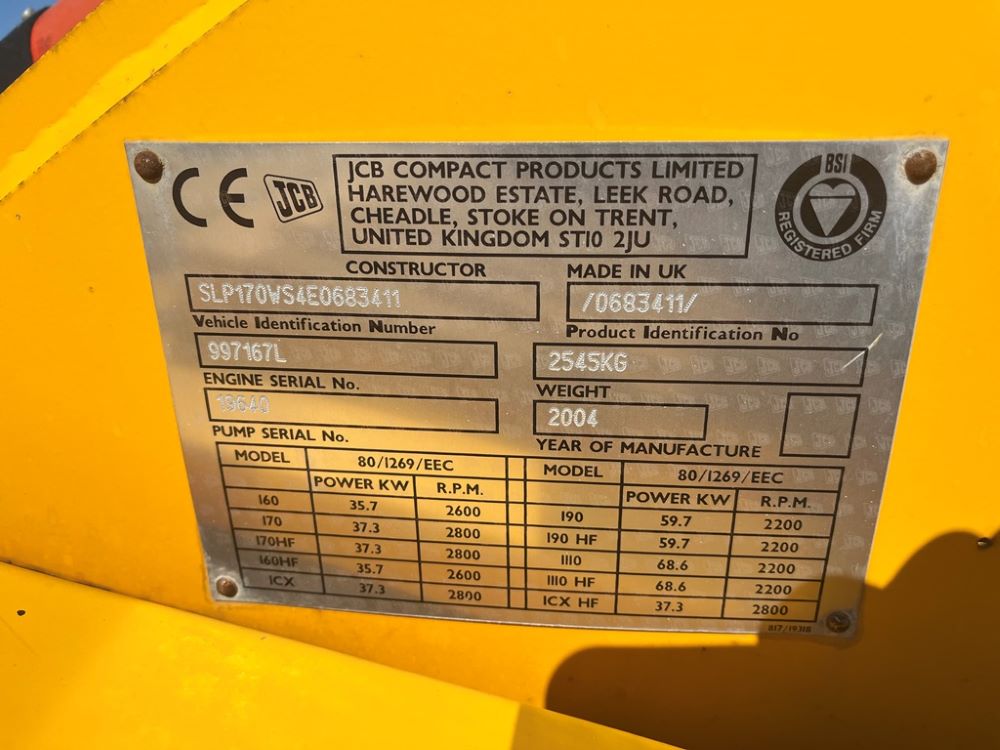 CE
JCB
JCB COMPACT PRODUCTS LIMITED
HAREWOOD ESTATE, LEEK ROAD,
CHEADLE, STOKE ON TRENT,
UNITED KINGDOM ST10 2JU
BSI
REGISTERED FIRM
CONSTRUCTOR
MADE IN UK
SLP170WS4E0683411
/0683411/
Vehicle Identification Number
Product Identification No
997167L
2545KG
ENGINE SERIAL No.
WEIGHT
19640
2004
PUMP SERIAL No.
YEAR OF MANUFACTURE
MODEL 80/1269/EEC
POWER KW R.P.M.
160 35.7 2600
170 37.3 2800
170HF 37.3 2800
160HF 35.7 2600
1CX 37.3 2800
MODEL 80/1269/EEC
POWER KW R.P.M.
190 59.7 2200
190 HF 59.7 2200
1110 68.6 2200
1110 HF 68.6 2200
1CX HF 37.3 2800
817/19318